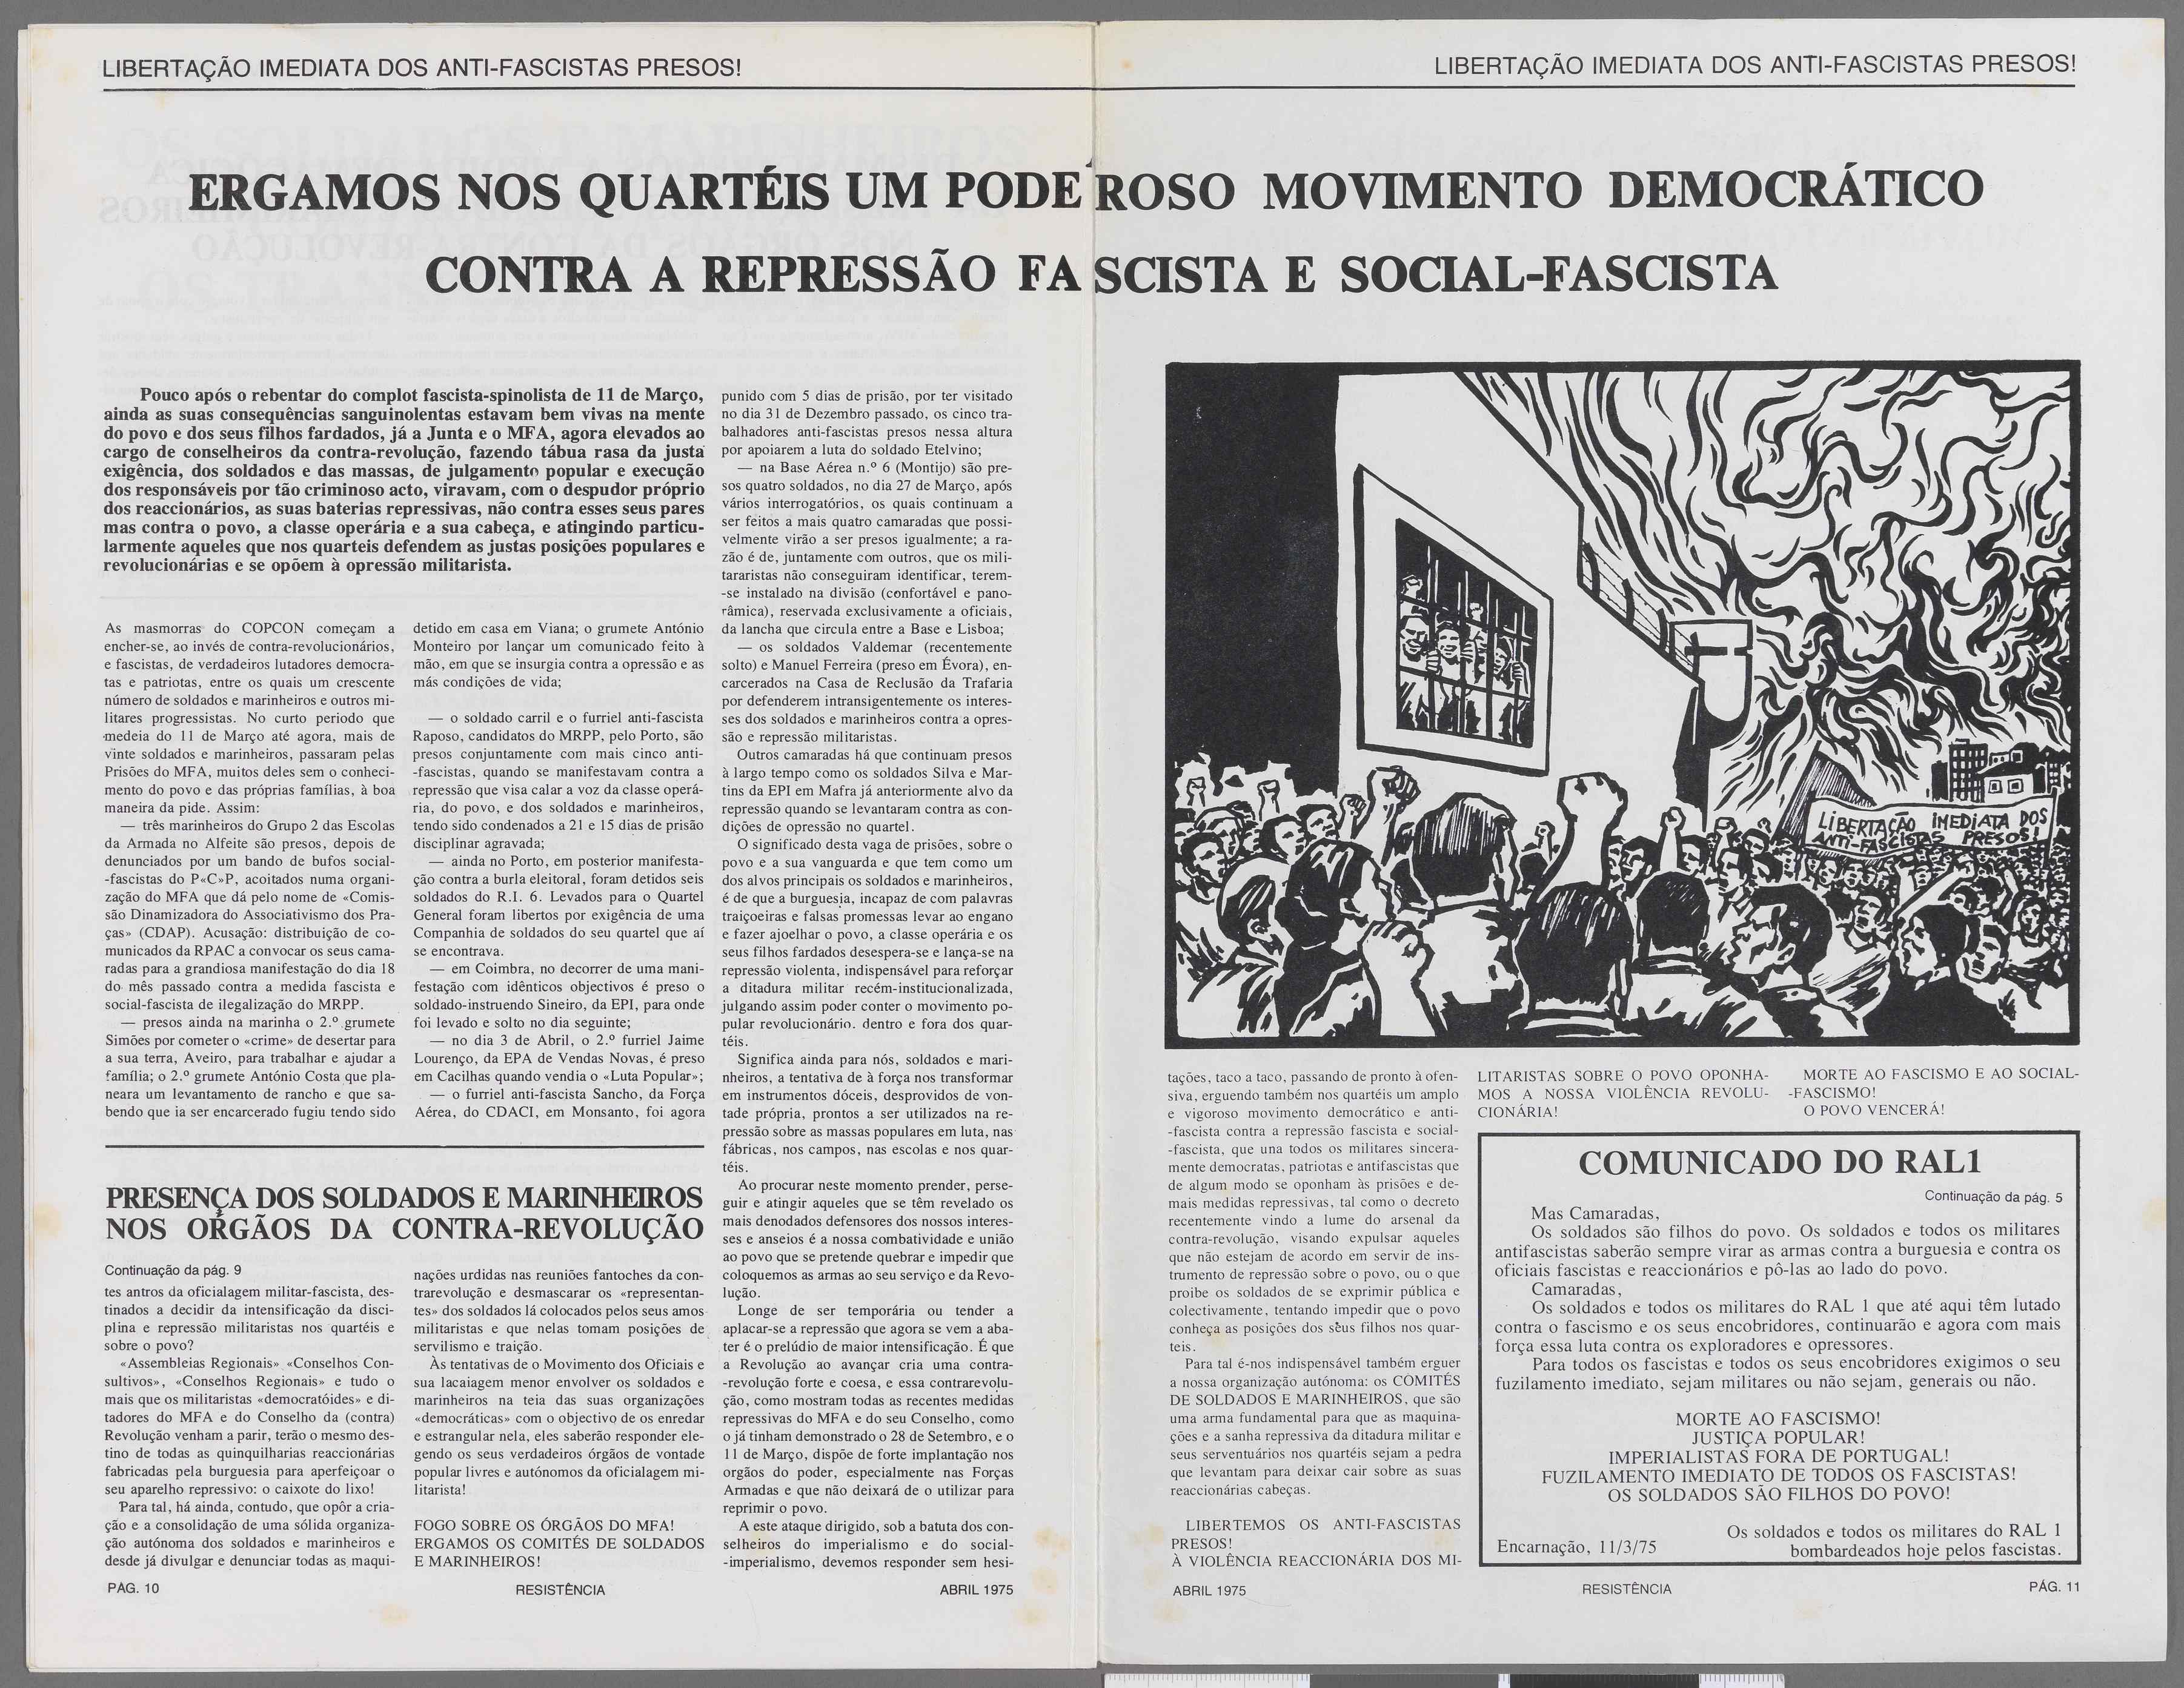 LIBERTAÇÃO IMEDIATA DOS ANTI-FASCISTAS PRESOS!
LIBERTAÇÃO IMEDIATA DOS ANTI-FASCISTAS PRESOS!
ERGAMOS NOS QUARTÉIS UM PODEROSO MOVIMENTO DEMOCRÁTICO
CONTRA A REPRESSÃO FASCISTA E SOCIAL-FASCISTA
Pouco após o rebentar do complot fascista-spinolista de 11 de Março,
ainda as suas consequências sanguinolentas estavam bem vivas na mente
do povo e dos seus filhos fardados, já a Junta e o MFA, agora elevados ao
cargo de conselheiros da contra-revolução, fazendo tábua rasa da justa
exigência, dos soldados e das massas, de julgamento popular e execução
dos responsáveis por tão criminoso acto, viravam, com o despudor próprio
dos reaccionários, as suas baterias repressivas, não contra esses seus pares
mas contra o povo, a classe operária e a sua cabeça, e atingindo particu-
larmente aqueles que nos quarteis defendem as justas posições populares e
revolucionárias e se opõem à opressão militarista.
As masmorras do COPCON começam a
encher-se, ao invés de contra-revolucionários,
e fascistas, de verdadeiros lutadores democra-
tas e patriotas, entre os quais um crescente
número de soldados e marinheiros e outros mi-
litares progressistas. No curto periodo que
medeia do 11 de Março até agora, mais de
vinte soldados e marinheiros, passaram pelas
Prisões do MFA, muitos deles sem o conheci-
mento do povo e das próprias famílias, à boa
maneira da pide. Assim:
— três marinheiros do Grupo 2 das Escolas
da Armada no Alfeite são presos, depois de
denunciados por um bando de bufos social-
-fascistas do P«C»P, acoitados numa organi-
zação do MFA que dá pelo nome de «Comis-
são Dinamizadora do Associativismo dos Pra-
ças» (CDAP). Acusação: distribuição de co-
municados da RPAC a convocar os seus cama-
radas para a grandiosa manifestação do dia 18
do mês passado contra a medida fascista e
social-fascista de ilegalização do MRPP.
— presos ainda na marinha o 2.º grumete
Simões por cometer o «crime» de desertar para
a sua terra, Aveiro, para trabalhar e ajudar a
família; o 2.º grumete António Costa que pla-
neara um levantamento de rancho e que sa-
bendo que ia ser encarcerado fugiu tendo sido
detido em casa em Viana; o grumete António
Monteiro por lançar um comunicado feito à
mão, em que se insurgia contra a opressão e as
más condições de vida;
— o soldado carril e o furriel anti-fascista
Raposo, candidatos do MRPP, pelo Porto, são
presos conjuntamente com mais cinco anti-
-fascistas, quando se manifestavam contra a
repressão que visa calar a voz da classe operá-
ria, do povo, e dos soldados e marinheiros,
tendo sido condenados a 21 e 15 dias de prisão
disciplinar agravada;
— ainda no Porto, em posterior manifesta-
ção contra a burla eleitoral, foram detidos seis
soldados do R.I. 6. Levados para o Quartel
General foram libertos por exigência de uma
Companhia de soldados do seu quartel que aí
se encontrava.
— em Coimbra, no decorrer de uma mani-
festação com idênticos objectivos é preso o
soldado-instruendo Sineiro, da EPI, para onde
foi levado e solto no dia seguinte;
— no dia 3 de Abril, o 2.º furriel Jaime
Lourenço, da EPA de Vendas Novas, é preso
em Cacilhas quando vendia o «Luta Popular»;
— o furriel anti-fascista Sancho, da Força
Aérea, do CDACI, em Monsanto, foi agora
punido com 5 dias de prisão, por ter visitado
no dia 31 de Dezembro passado, os cinco tra-
balhadores anti-fascistas presos nessa altura
por apoiarem a luta do soldado Etelvino;
— na Base Aérea n.º 6 (Montijo) são pre-
sos quatro soldados, no dia 27 de Março, após
vários interrogatórios, os quais continuam a
ser feitos a mais quatro camaradas que possi-
velmente virão a ser presos igualmente; a ra-
zão é de, juntamente com outros, que os mili-
tararistas não conseguiram identificar, terem-
-se instalado na divisão (confortável e pano-
râmica), reservada exclusivamente a oficiais,
da lancha que circula entre a Base e Lisboa;
— os soldados Valdemar (recentemente
solto) e Manuel Ferreira (preso em Évora), en-
carcerados na Casa de Reclusão da Trafaria
por defenderem intransigentemente os interes-
ses dos soldados e marinheiros contra a opres-
são e repressão militaristas.
Outros camaradas há que continuam presos
à largo tempo como os soldados Silva e Mar-
tins da EPI em Mafra já anteriormente alvo da
repressão quando se levantaram contra as con-
dições de opressão no quartel.
O significado desta vaga de prisões, sobre o
povo e a sua vanguarda e que tem como um
dos alvos principais os soldados e marinheiros,
é de que a burguesia, incapaz de com palavras
traiçoeiras e falsas promessas levar ao engano
e fazer ajoelhar o povo, a classe operária e os
seus filhos fardados desespera-se e lança-se na
repressão violenta, indispensável para reforçar
a ditadura militar recém-institucionalizada,
julgando assim poder conter o movimento po-
pular revolucionário. dentro e fora dos quar-
téis.
Significa ainda para nós, soldados e mari-
nheiros, a tentativa de à força nos transformar
em instrumentos dóceis, desprovidos de von-
tade própria, prontos a ser utilizados na re-
pressão sobre as massas populares em luta, nas
fábricas, nos campos, nas escolas e nos quar-
téis.
Ao procurar neste momento prender, perse-
guir e atingir aqueles que se têm revelado os
mais denodados defensores dos nossos interes-
ses e anseios é a nossa combatividade e união
ao povo que se pretende quebrar e impedir que
coloquemos as armas ao seu serviço e da Revo-
lução.
Longe de ser temporária ou tender a
aplacar-se a repressão que agora se vem a aba-
ter é o prelúdio de maior intensificação. É que
a Revolução ao avançar cria uma contra-
-revolução forte e coesa, e essa contrarevolu-
ção, como mostram todas as recentes medidas
repressivas do MFA e do seu Conselho, como
o já tinham demonstrado o 28 de Setembro, e o
11 de Março, dispõe de forte implantação nos
orgãos do poder, especialmente nas Forças
Armadas e que não deixará de o utilizar para
reprimir o povo.
A este ataque dirigido, sob a batuta dos con-
selheiros do imperialismo e do social-
-imperialismo, devemos responder sem hesi-
PRESENÇA DOS SOLDADOS E MARINHEIROS
NOS ORGÃOS DA CONTRA-REVOLUÇÃO
Continuação da pág. 9
tes antros da oficialagem militar-fascista, des-
tinados a decidir da intensificação da disci-
plina e repressão militaristas nos quartéis e
sobre o povo?
«Assembleias Regionais» «Conselhos Con-
sultivos», «Conselhos Regionais» e tudo o
mais que os militaristas «democratóides» e di-
tadores do MFA e do Conselho da (contra)
Revolução venham a parir, terão o mesmo des-
tino de todas as quinquilharias reaccionárias
fabricadas pela burguesia para aperfeiçoar o
seu aparelho repressivo: o caixote do lixo!
Para tal, há ainda, contudo, que opôr a cria-
ção e a consolidação de uma sólida organiza-
ção autónoma dos soldados e marinheiros e
desde já divulgar e denunciar todas as maqui-
nações urdidas nas reuniões fantoches da con-
trarevolução e desmascarar os «representan-
tes» dos soldados lá colocados pelos seus amos
militaristas e que nelas tomam posições de
servilismo e traição.
Às tentativas de o Movimento dos Oficiais e
sua lacaiagem menor envolver os soldados e
marinheiros na teia das suas organizações
«democráticas» com o objectivo de os enredar
e estrangular nela, eles saberão responder ele-
gendo os seus verdadeiros órgãos de vontade
popular livres e autónomos da oficialagem mi-
litarista!
FOGO SOBRE OS ÓRGÃOS DO MFA!
ERGAMOS OS COMITÉS DE SOLDADOS
E MARINHEIROS!
PÁG. 10
RESISTÊNCIA
ABRIL 1975
LIBERTAÇÃO IMEDIATA DOS
ANTI-FASCISTAS PRESOS!
tações, taco a taco, passando de pronto à ofen-
siva, erguendo também nos quartéis um amplo
e vigoroso movimento democrático e anti-
-fascista contra a repressão fascista e social-
-fascista, que una todos os militares sincera-
mente democratas, patriotas e antifascistas que
de algum modo se oponham às prisões e de-
mais medidas repressivas, tal como o decreto
recentemente vindo a lume do arsenal da
contra-revolução, visando expulsar aqueles
que não estejam de acordo em servir de ins-
trumento de repressão sobre o povo, ou o que
proibe os soldados de se exprimir pública e
colectivamente, tentando impedir que o povo
conheça as posições dos seus filhos nos quar-
teis.
Para tal é-nos indispensável também erguer
a nossa organização autónoma: os COMITÉS
DE SOLDADOS E MARINHEIROS, que são
uma arma fundamental para que as maquina-
ções e a sanha repressiva da ditadura militar e
seus serventuários nos quartéis sejam a pedra
que levantam para deixar cair sobre as suas
reaccionárias cabeças.
LIBERTEMOS OS ANTI-FASCISTAS
PRESOS!
À VIOLÊNCIA REACCIONÁRIA DOS MI-
LITARISTAS SOBRE O POVO OPONHA-
MOS A NOSSA VIOLÊNCIA REVOLU-
CIONÁRIA!
MORTE AO FASCISMO E AO SOCIAL-
-FASCISMO!
O POVO VENCERÁ!
COMUNICADO DO RAL1
Continuação da pág. 5
Mas Camaradas,
Os soldados são filhos do povo. Os soldados e todos os militares
antifascistas saberão sempre virar as armas contra a burguesia e contra os
oficiais fascistas e reaccionários e pô-las ao lado do povo.
Camaradas,
Os soldados e todos os militares do RAL 1 que até aqui têm lutado
contra o fascismo e os seus encobridores, continuarão e agora com mais
força essa luta contra os exploradores e opressores.
Para todos os fascistas e todos os seus encobridores exigimos o seu
fuzilamento imediato, sejam militares ou não sejam, generais ou não.
MORTE AO FASCISMO!
JUSTIÇA POPULAR!
IMPERIALISTAS FORA DE PORTUGAL!
FUZILAMENTO IMEDIATO DE TODOS OS FASCISTAS!
OS SOLDADOS SÃO FILHOS DO POVO!
Encarnação, 11/3/75
Os soldados e todos os militares do RAL 1
bombardeados hoje pelos fascistas.
ABRIL 1975
RESISTÊNCIA
PÁG. 11